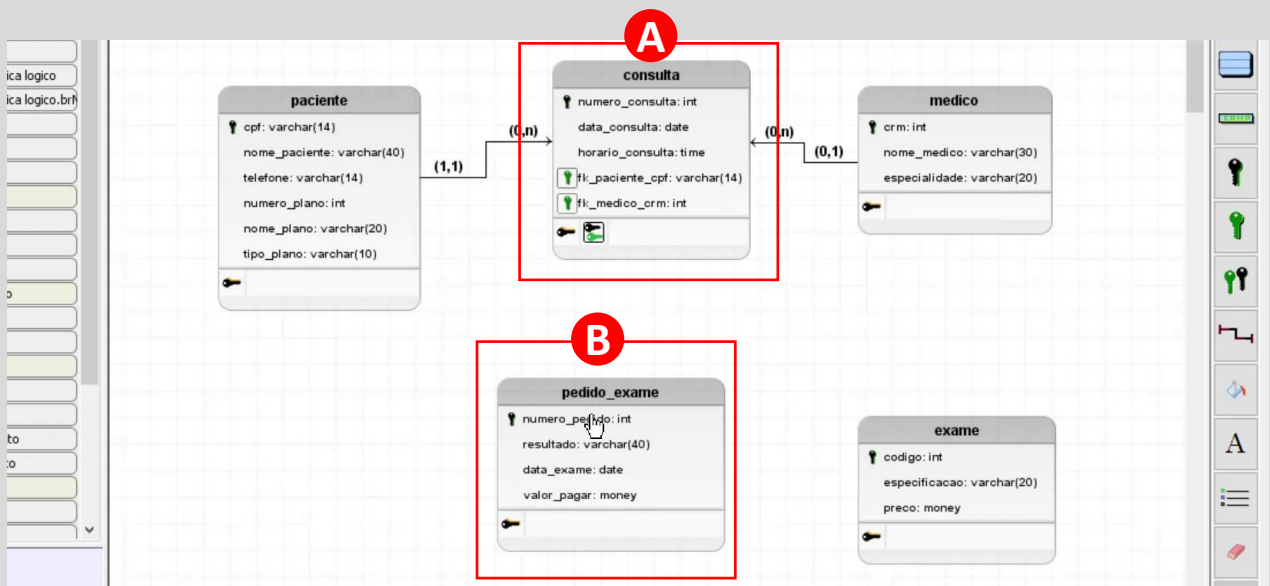 A
ica logico
ica logico.brM
paciente
cpf: varchar(14)
nome_paciente: varchar(40)
telefone: varchar(14)
numero_plano: int
nome_plano: varchar(20)
tipo_plano: varchar(10)
(1,1)
(0,n)
consulta
numero_consulta: int
data_consulta: date
horario_consulta: time
fk_paciente_cpf: varchar(14)
fk_medico_crm: int
(0,n)
(0,1)
medico
crm: int
nome_medico: varchar(30)
especialidade: varchar(20)
B
pedido_exame
numero_pedido: int
resultado: varchar(40)
data_exame: date
valor_pagar: money
exame
codigo: int
especificacao: varchar(20)
preco: money
o
to
co
A